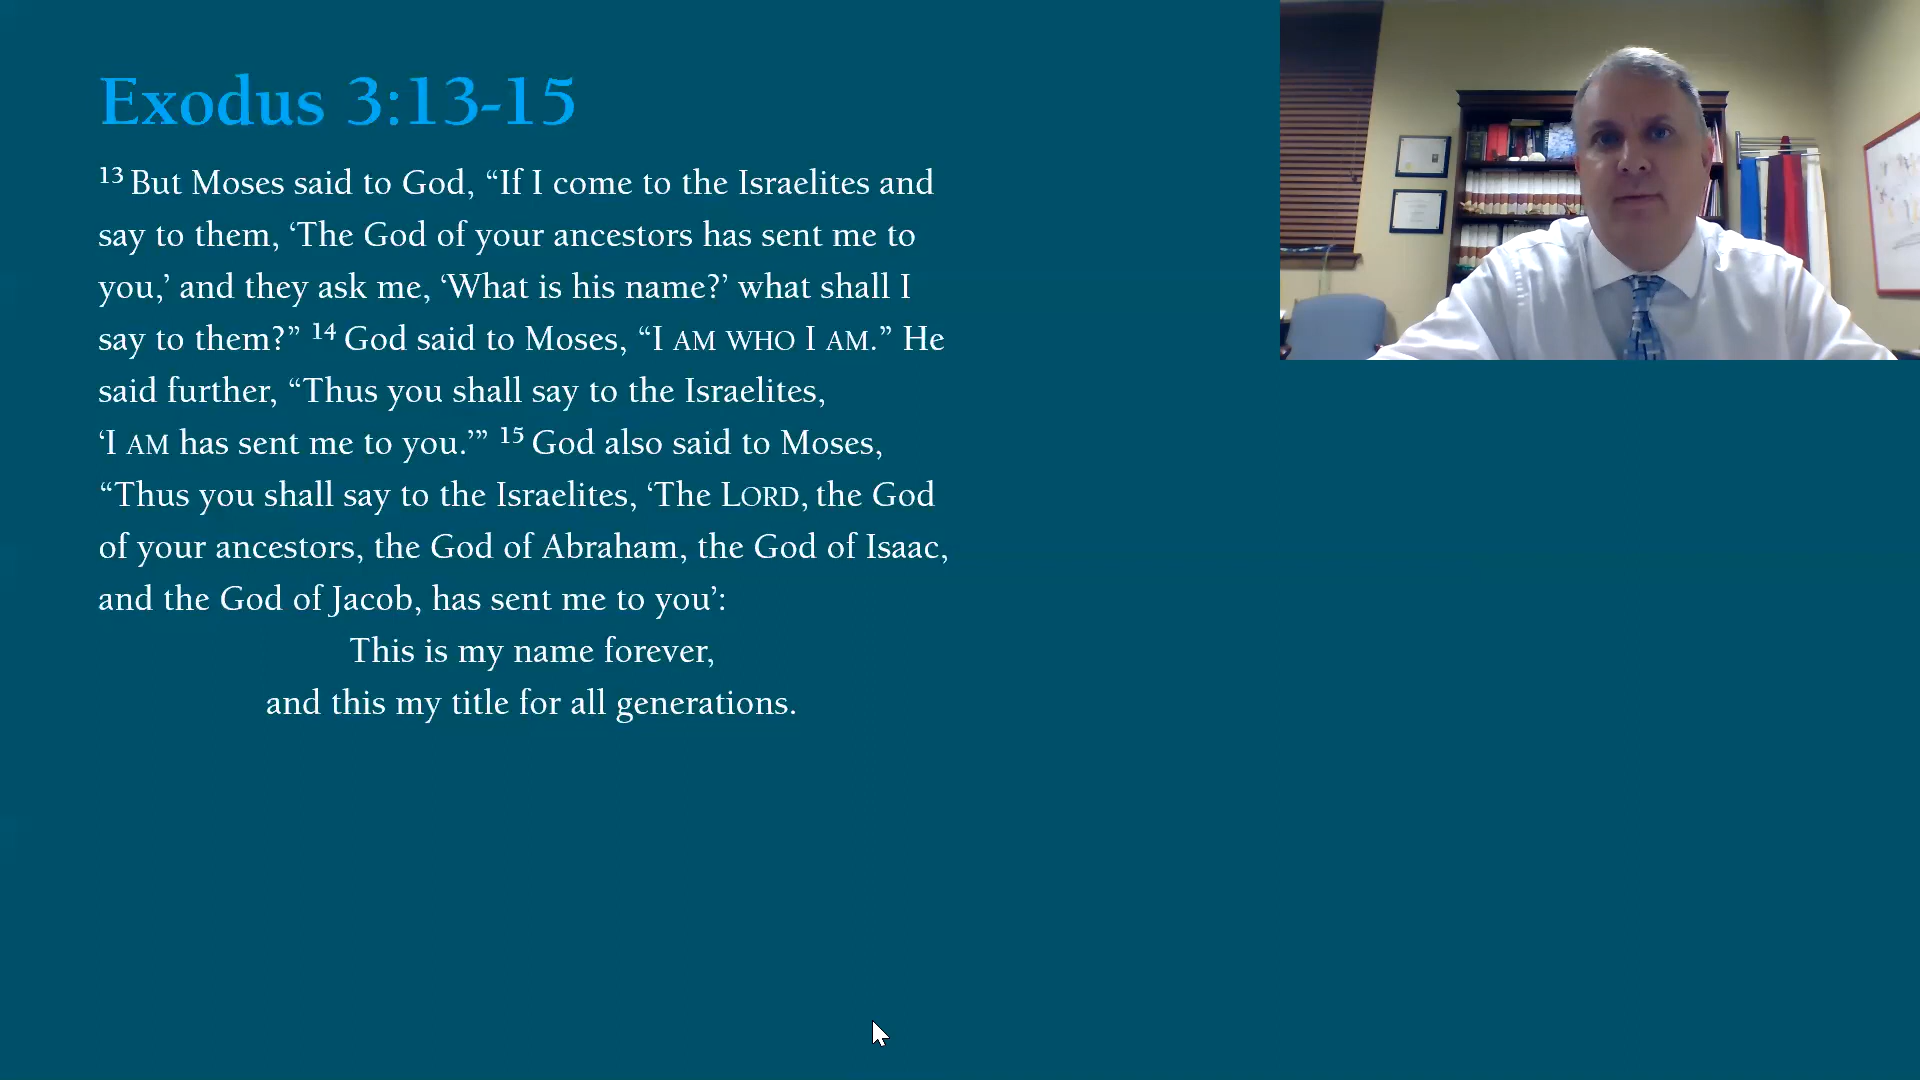 Exodus 3:13-15
13 But Moses said to God, “If I come to the Israelites and
say to them, ‘The God of your ancestors has sent me to
you,’ and they ask me, ‘What is his name?’ what shall I
say to them?” 14 God said to Moses, “I AM WHO I AM.” He
said further, “Thus you shall say to the Israelites,
‘I AM has sent me to you.’” 15 God also said to Moses,
“Thus you shall say to the Israelites, ‘The LORD, the God
of your ancestors, the God of Abraham, the God of Isaac,
and the God of Jacob, has sent me to you’:
This is my name forever,
and this my title for all generations.